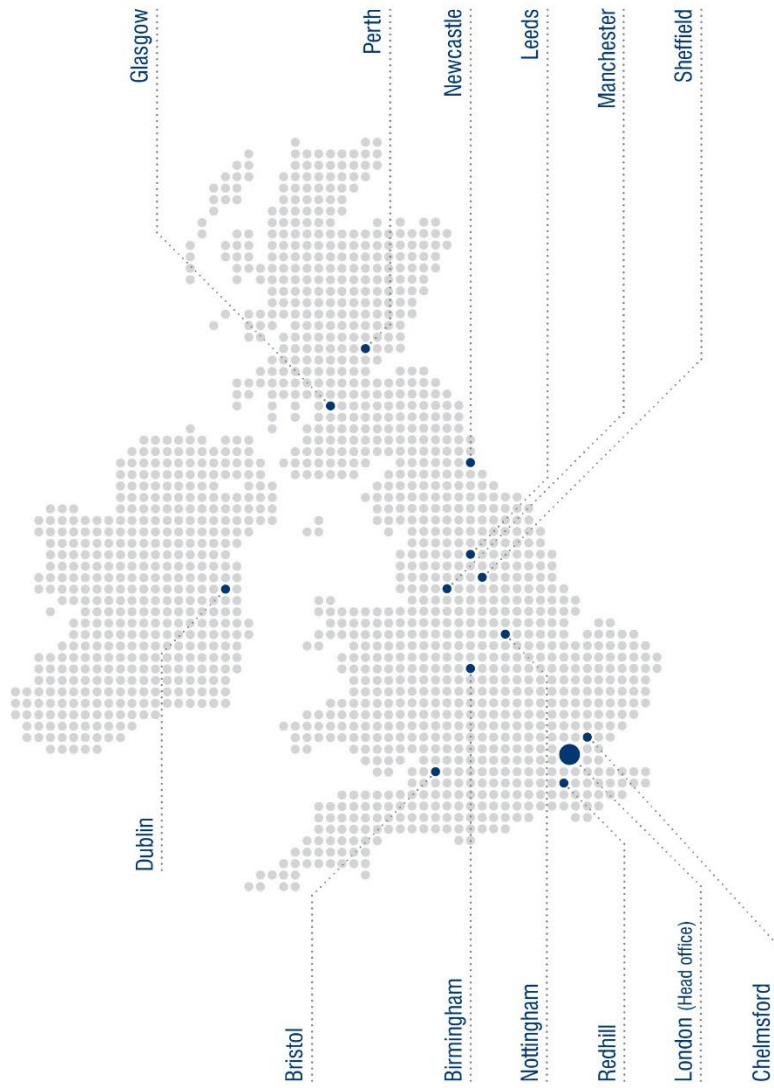 Glasgow
Perth
Newcastle
Leeds
Manchester
Sheffield
Dublin
Bristol
Birmingham
Nottingham
Redhill
London (Head office)
Chelmsford